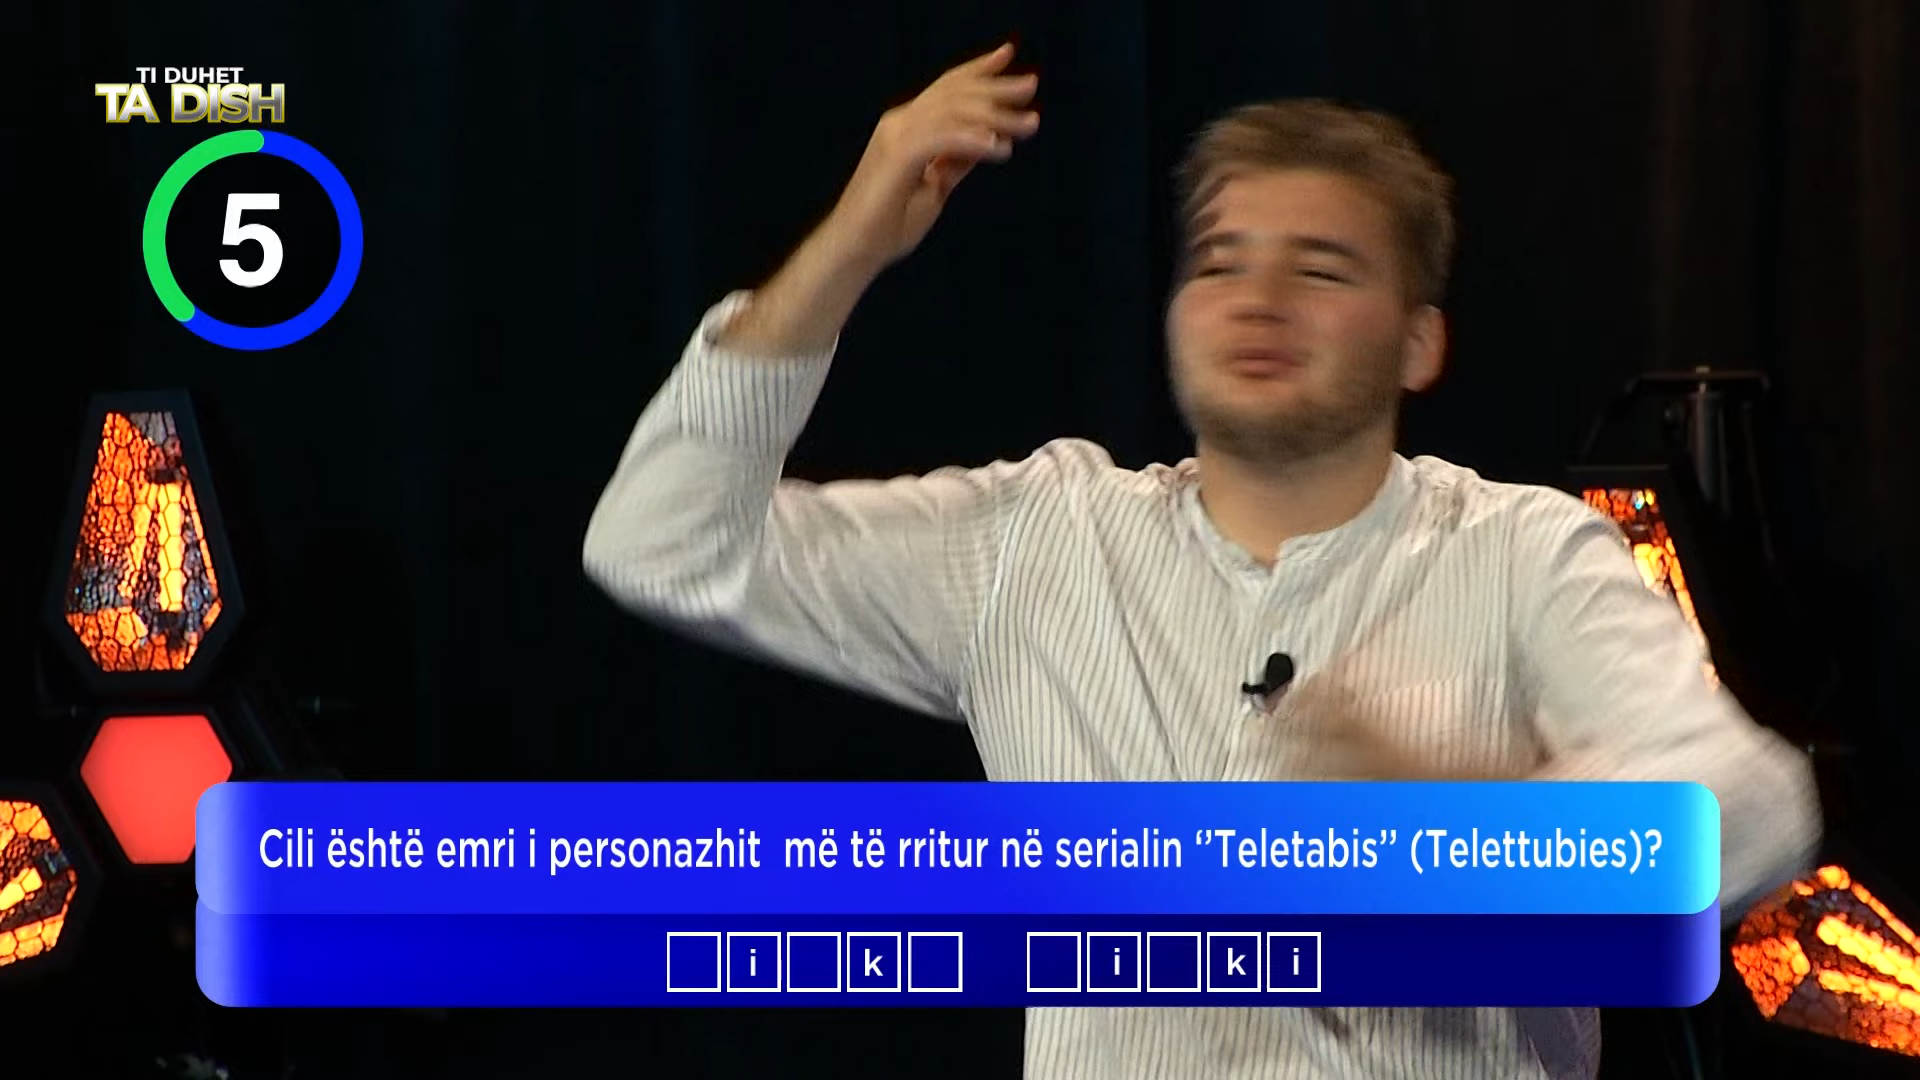 TI DUHET
TA DISH
5
Cili është emri i personazhit më të rritur në serialin ‘’Teletabis’’ (Telettubies)?
i k i k i